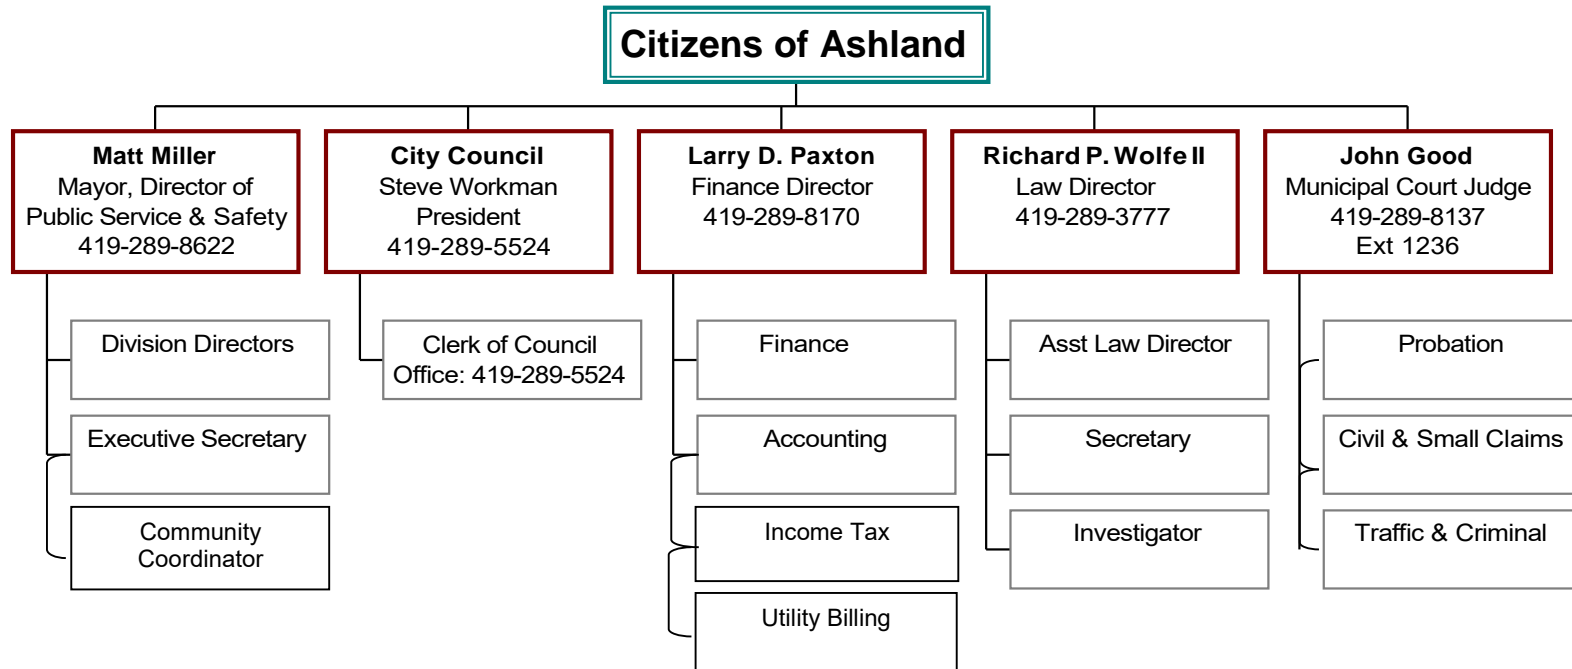 Citizens of Ashland
Matt Miller
Mayor, Director of
Public Service & Safety
419-289-8622
City Council
Steve Workman
President
419-289-5524
Larry D. Paxton
Finance Director
419-289-8170
Richard P. Wolfe II
Law Director
419-289-3777
John Good
Municipal Court Judge
419-289-8137
Ext 1236
Division Directors
Executive Secretary
Community
Coordinator
Clerk of Council
Office: 419-289-5524
Finance
Accounting
Income Tax
Utility Billing
Asst Law Director
Secretary
Investigator
Probation
Civil & Small Claims
Traffic & Criminal